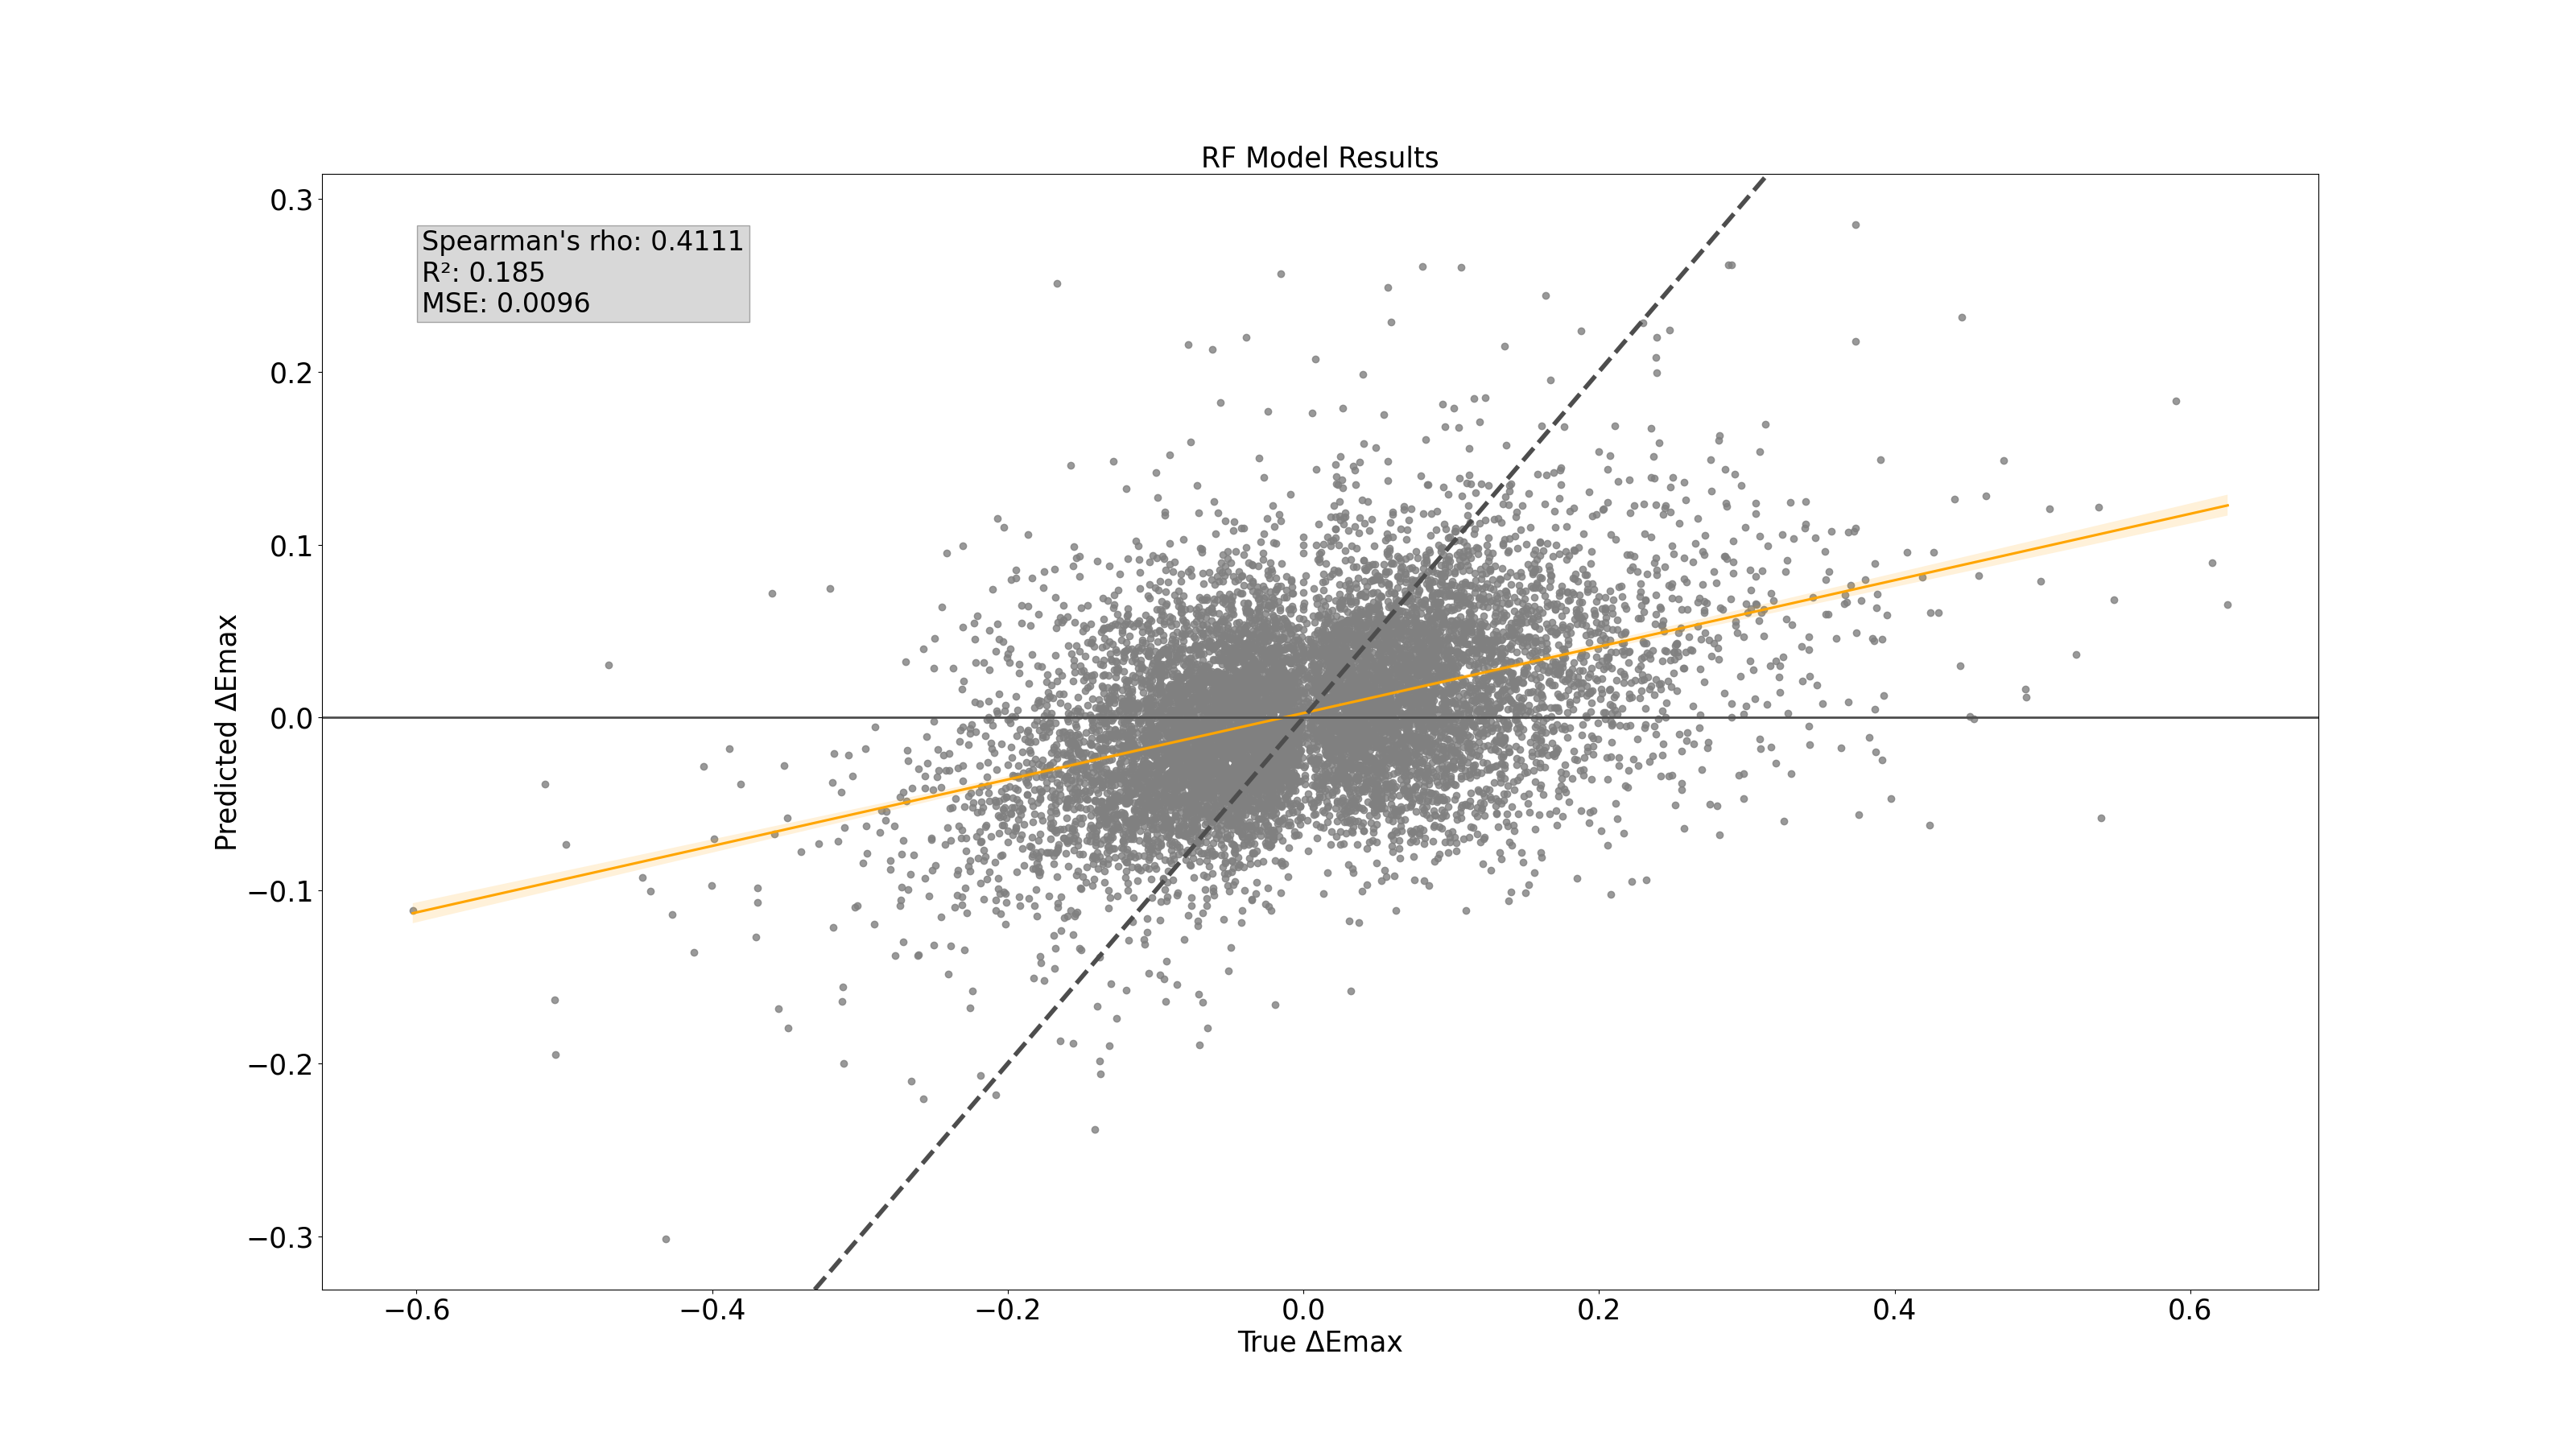 RF Model Results
Spearman's rho: 0.4111
R²: 0.185
MSE: 0.0096
Predicted ΔEmax
0.3
0.2
0.1
0.0
−0.1
−0.2
−0.3
−0.6 −0.4 −0.2 0.0 0.2 0.4 0.6
True ΔEmax